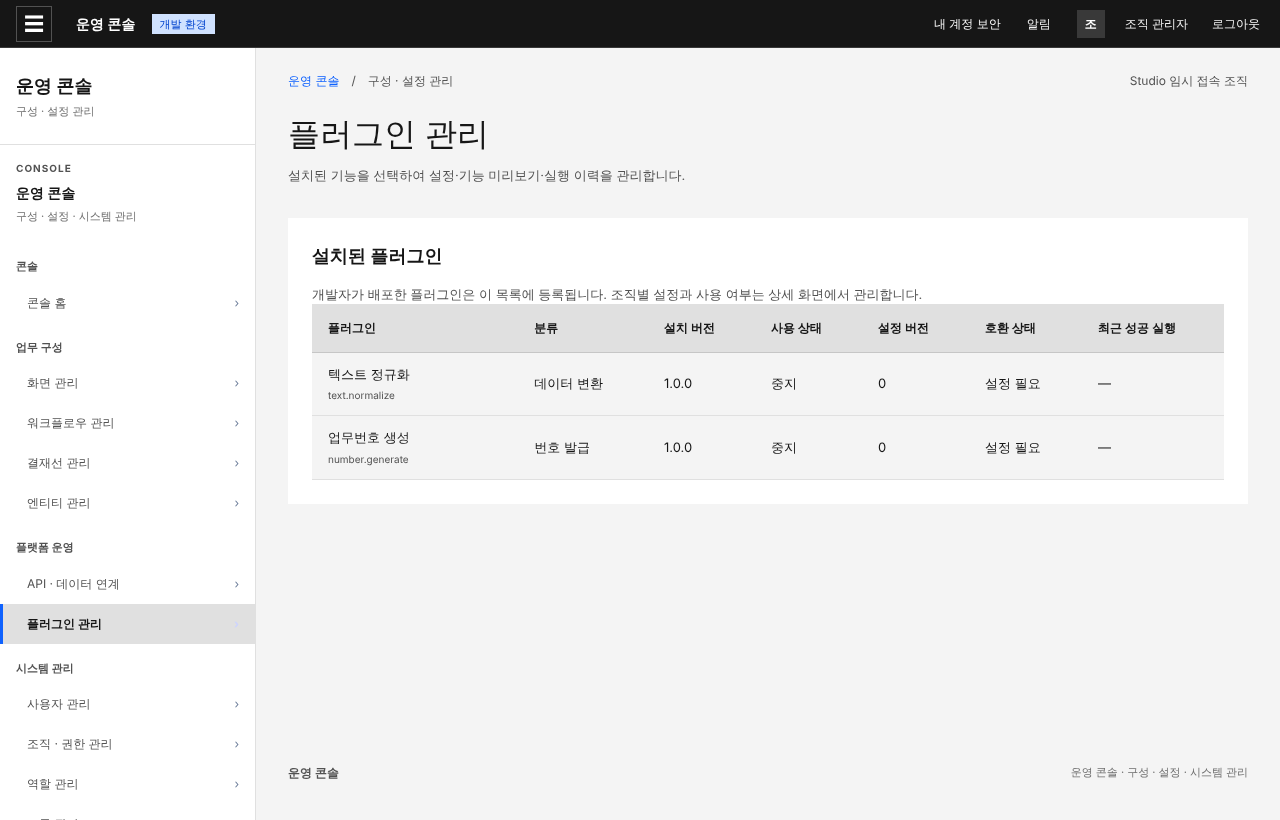 운영 콘솔 개발 환경 내 계정 보안 알림 조 조직 관리자 로그아웃
운영 콘솔
구성 · 설정 관리
CONSOLE
운영 콘솔
구성 · 설정 · 시스템 관리
콘솔
콘솔 홈 ›
업무 구성
화면 관리 ›
워크플로우 관리 ›
결재선 관리 ›
엔티티 관리 ›
플랫폼 운영
API · 데이터 연계 ›
플러그인 관리 ›
시스템 관리
사용자 관리 ›
조직 · 권한 관리 ›
역할 관리 ›
운영 콘솔 / 구성 · 설정 관리 Studio 임시 접속 조직
플러그인 관리
설치된 기능을 선택하여 설정·기능 미리보기·실행 이력을 관리합니다.
설치된 플러그인
개발자가 배포한 플러그인은 이 목록에 등록됩니다. 조직별 설정과 사용 여부는 상세 화면에서 관리합니다.
플러그인 분류 설치 버전 사용 상태 설정 버전 호환 상태 최근 성공 실행
텍스트 정규화 데이터 변환 1.0.0 중지 0 설정 필요 —
text.normalize
업무번호 생성 번호 발급 1.0.0 중지 0 설정 필요 —
number.generate
운영 콘솔 운영 콘솔 · 구성 · 설정 · 시스템 관리